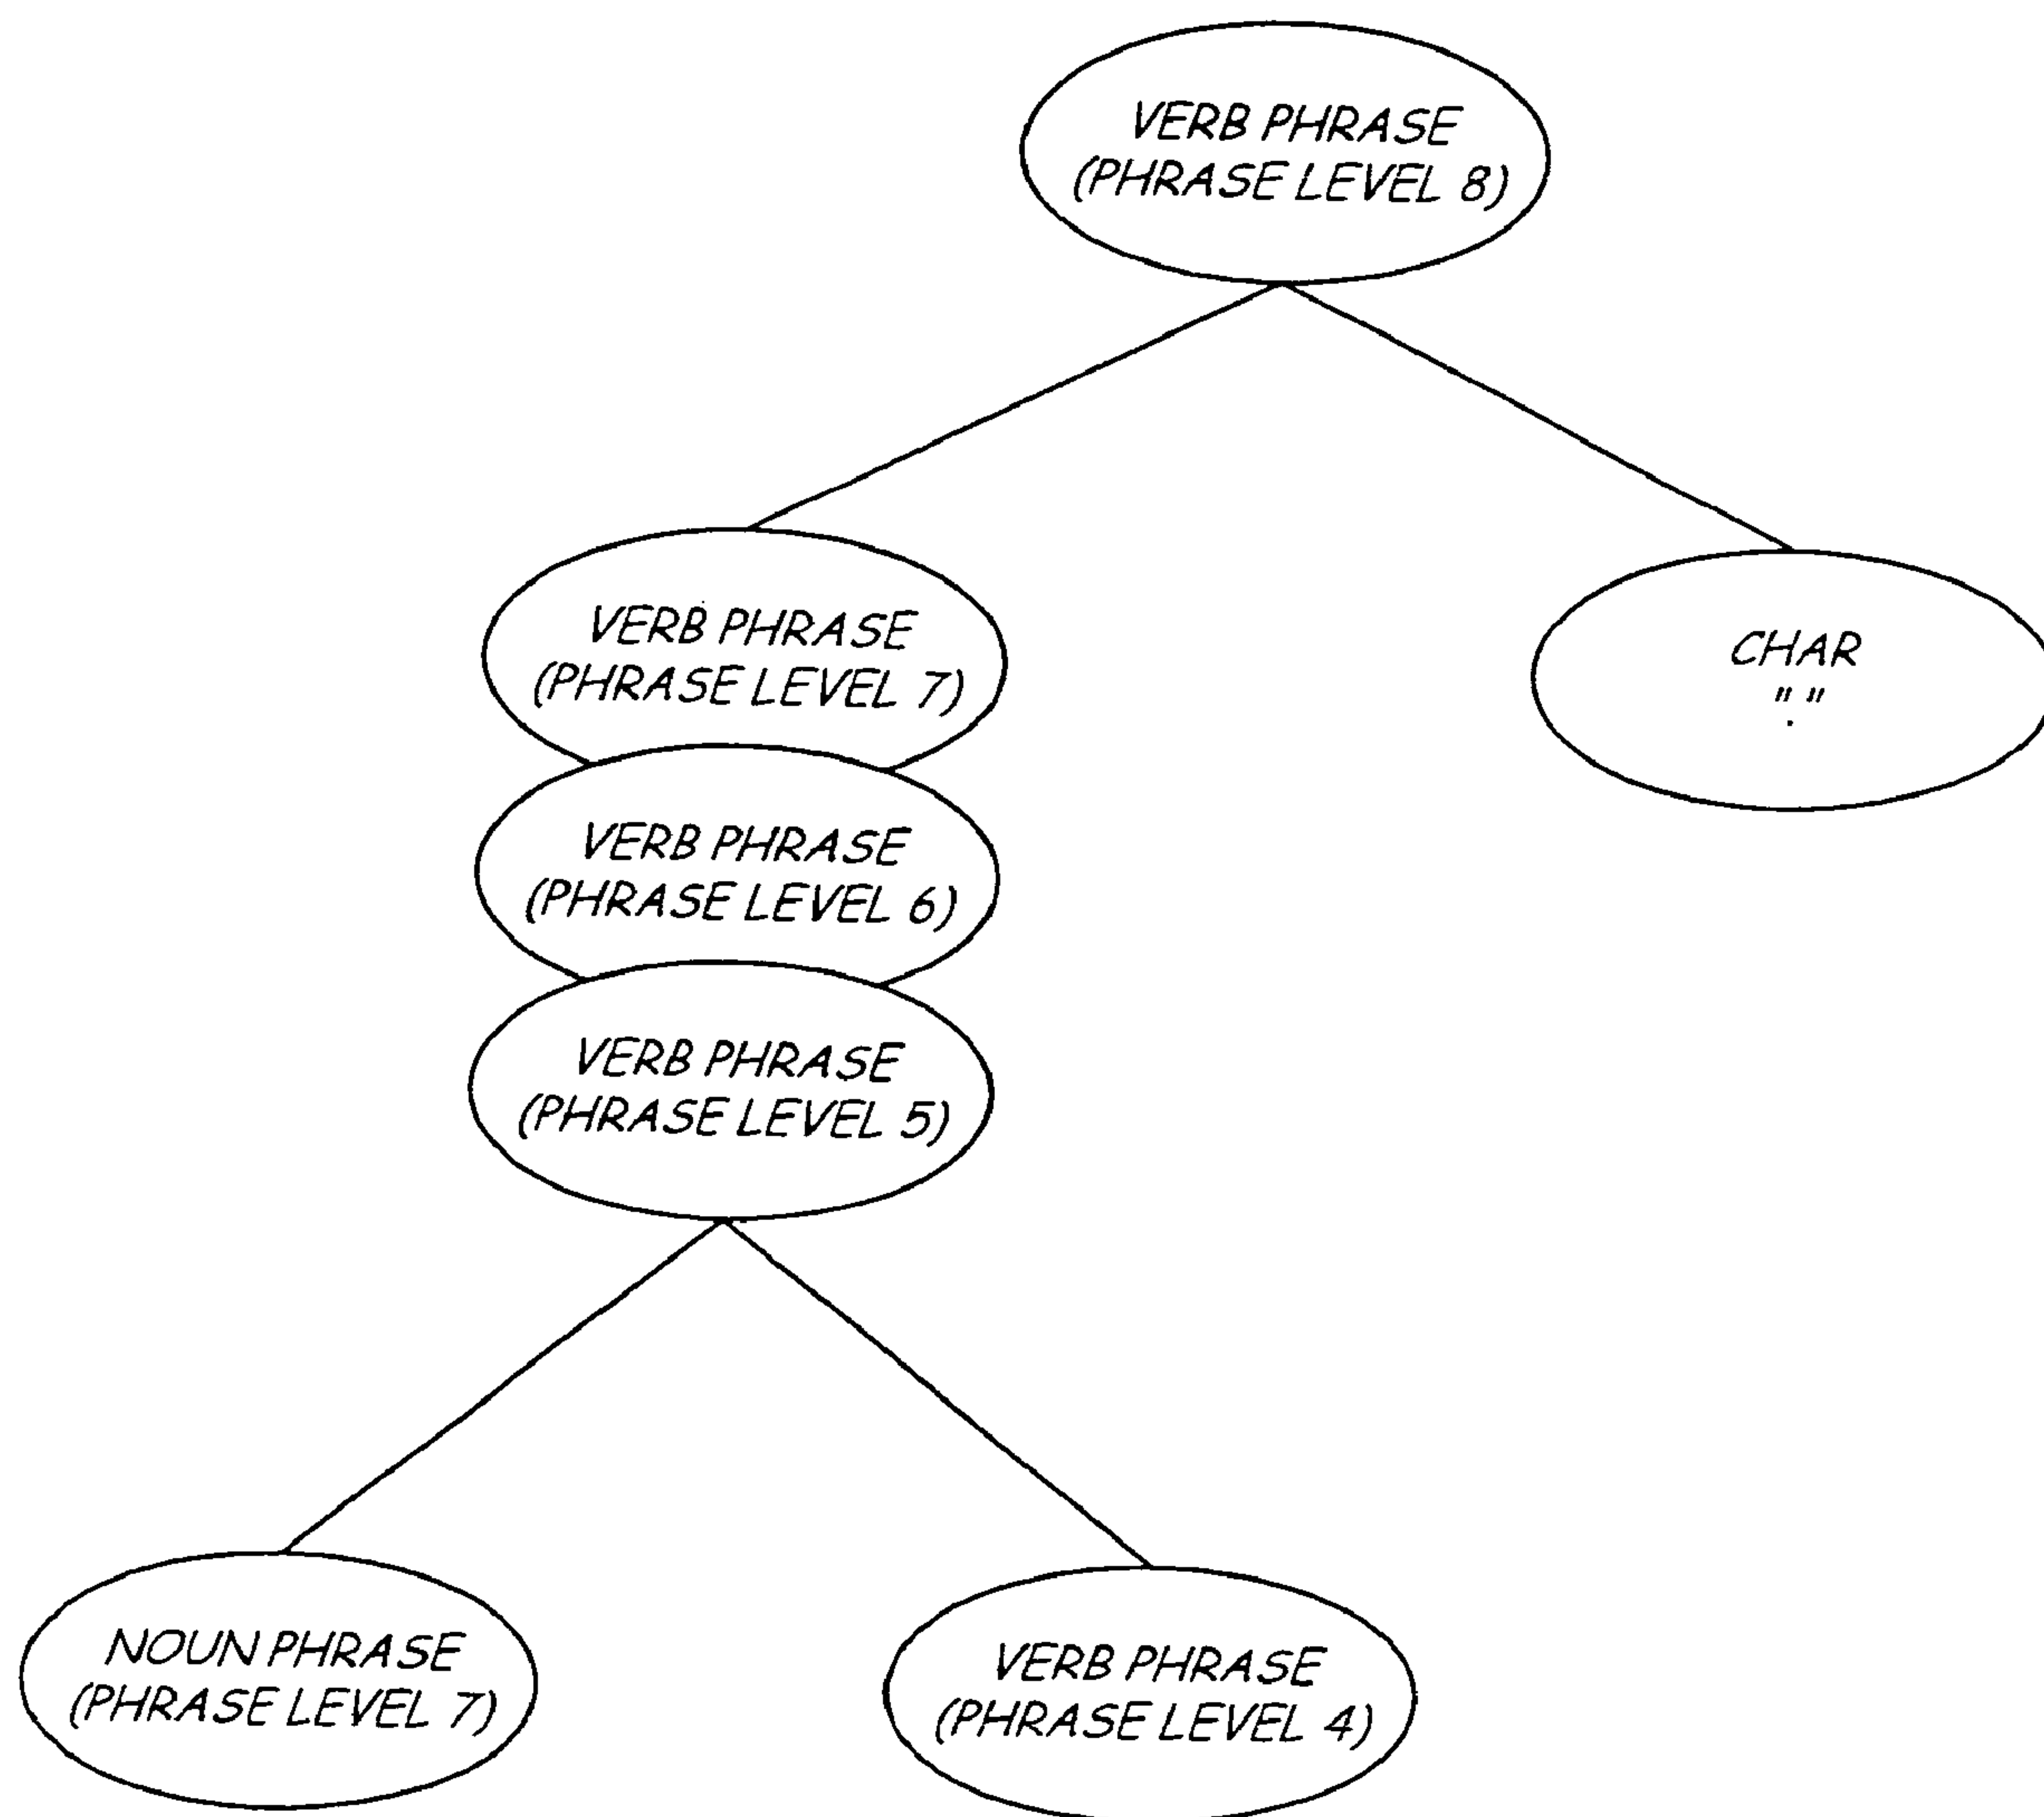 VERB PHRASE
(PHRASE LEVEL 8)
VERB PHRASE
(PHRASE LEVEL 7)
CHAR
"."
VERB PHRASE
(PHRASE LEVEL 6)
VERB PHRASE
(PHRASE LEVEL 5)
NOUN PHRASE
(PHRASE LEVEL 7)
VERB PHRASE
(PHRASE LEVEL 4)